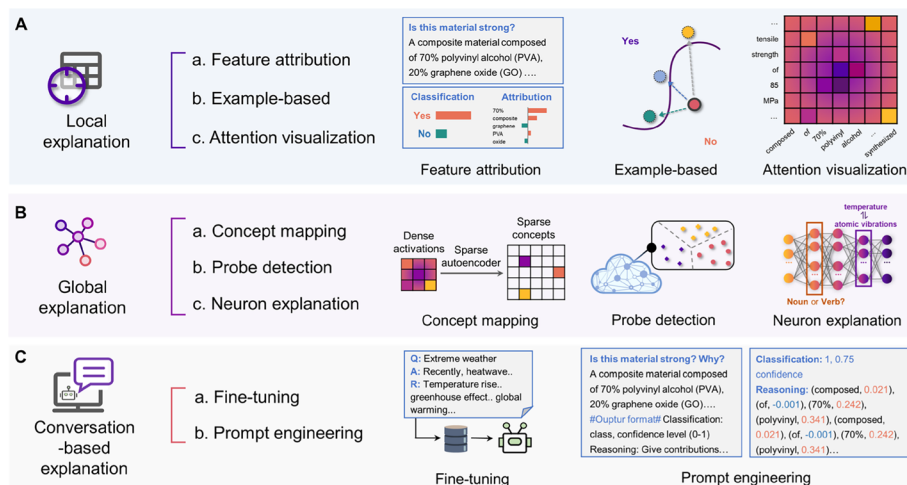 A
Local
explanation
a. Feature attribution
b. Example-based
c. Attention visualization
Is this material strong?
A composite material composed
of 70% polyvinyl alcohol (PVA),
20% graphene oxide (GO) ....
Classification
Yes
No
Attribution
70%
composite
graphene
PVA
oxide
Feature attribution
Yes
No
Example-based
...
tensile
strength
of
85
MPa
...
composed
of
70%
polyvinyl
alcohol
...
synthesized
Attention visualization
B
Global
explanation
a. Concept mapping
b. Probe detection
c. Neuron explanation
Dense
activations
Sparse
autoencoder
Sparse
concepts
Concept mapping
Probe detection
temperature
atomic vibrations
...
...
...
...
...
Noun or Verb?
Neuron explanation
C
Conversation
-based
explanation
a. Fine-tuning
b. Prompt engineering
Q: Extreme weather
A: Recently, heatwave..
R: Temperature rise..
greenhouse effect.. global
warming...
Fine-tuning
Is this material strong? Why?
A composite material composed
of 70% polyvinyl alcohol (PVA),
20% graphene oxide (GO)....
#Ouptur format# Classification:
class, confidence level (0-1)
Reasoning: Give contributions...
Classification: 1, 0.75
confidence
Reasoning: (composed, 0.021),
(of, -0.001), (70%, 0.242),
(polyvinyl, 0.341), (composed,
0.021), (of, -0.001), (70%, 0.242),
(polyvinyl, 0.341)...
Prompt engineering